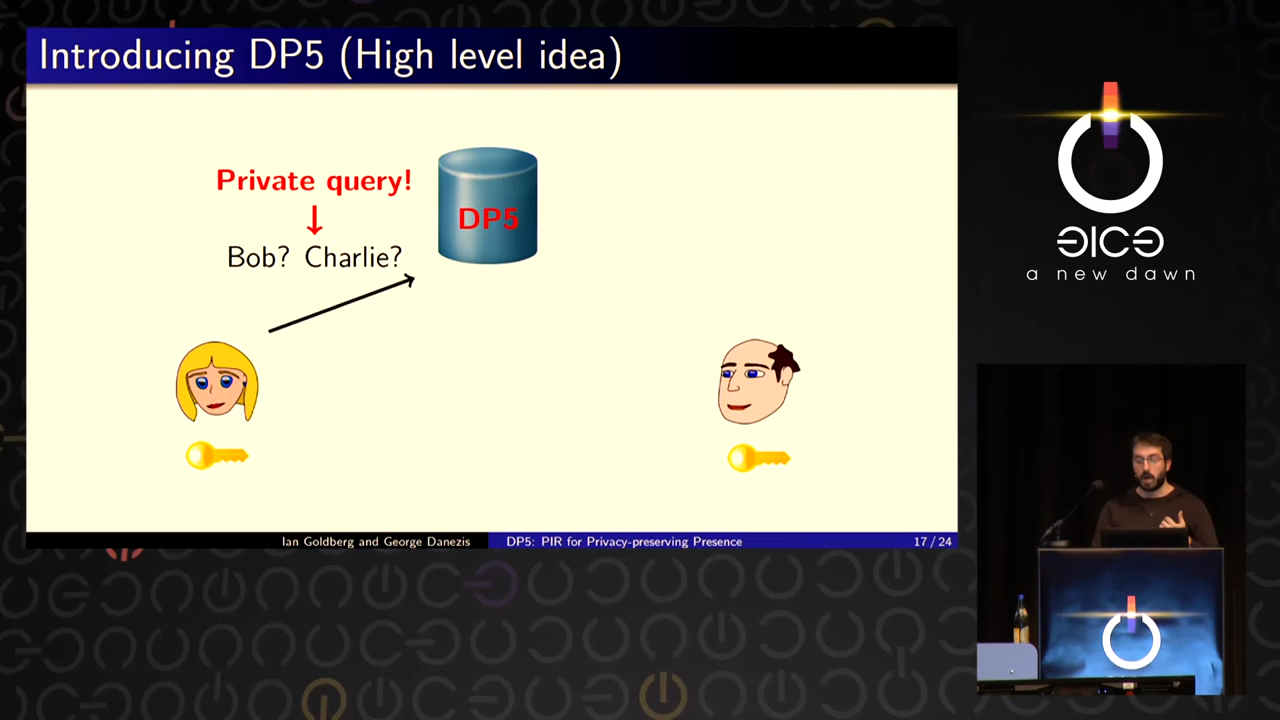 Introducing DP5 (High level idea)
Private query!
↓
DP5
Bob? Charlie?
Ian Goldberg and George Danezis
DP5: PIR for Privacy-preserving Presence
17 / 24
a new dawn